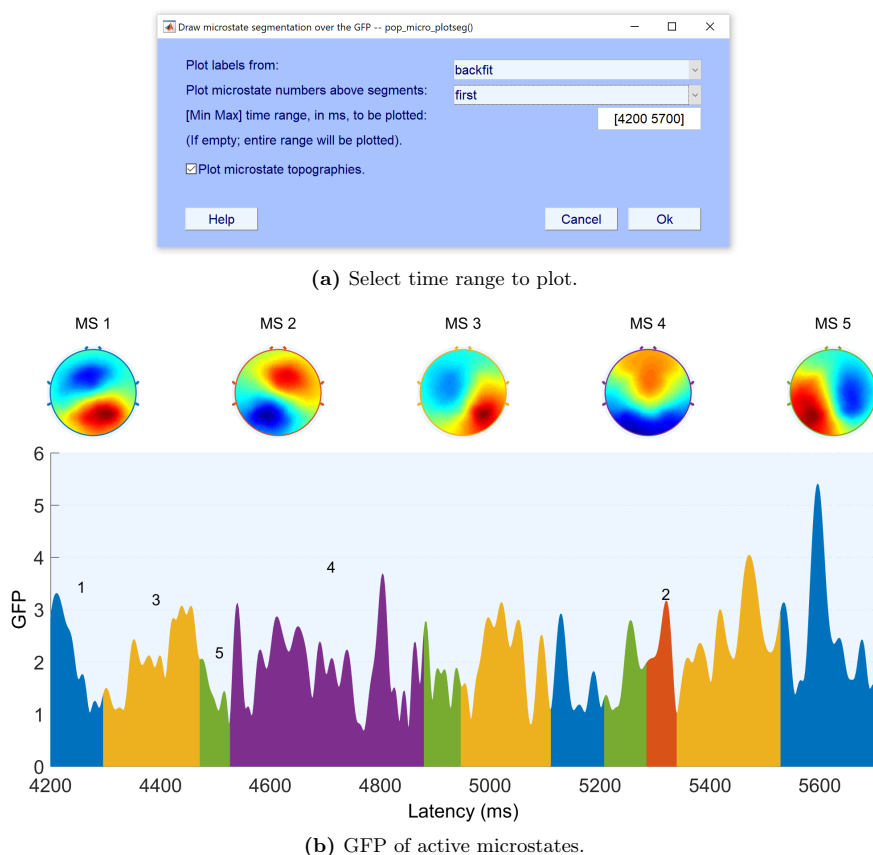 Draw microstate segmentation over the GFP -- pop_micro_plotseg()
Plot labels from:
backfit
Plot microstate numbers above segments:
first
[Min Max] time range, in ms, to be plotted:
[4200 5700]
(If empty; entire range will be plotted).
Plot microstate topographies.
Help
Cancel
Ok
(a) Select time range to plot.
MS 1 MS 2 MS 3 MS 4 MS 5
6
5
4
3
2
1
0
GFP
1
3
5
4
2
4200 4400 4600 4800 5000 5200 5400 5600
Latency (ms)
(b) GFP of active microstates.